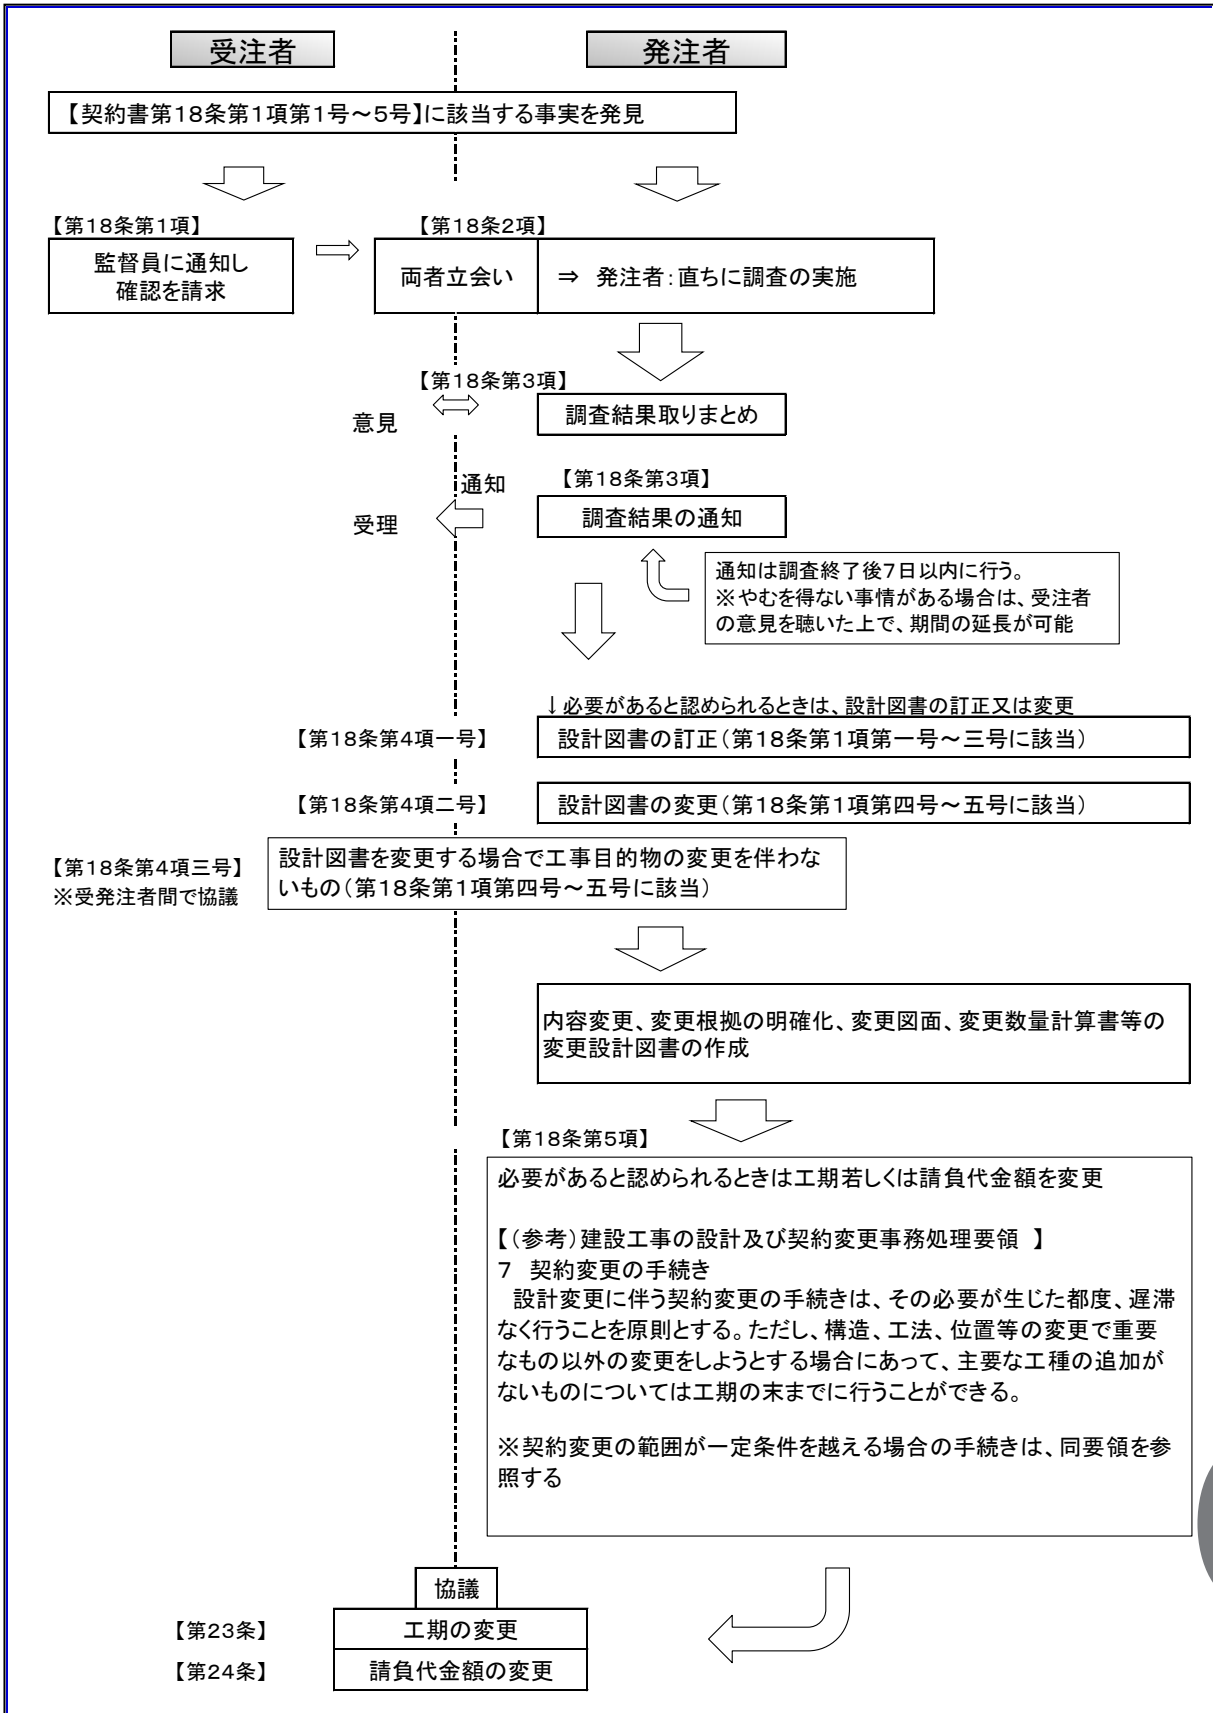 受注者
発注者
【契約書第18条第1項第1号～5号】に該当する事実を発見
【第18条第1項】
【第18条2項】
監督員に通知し
確認を請求
両者立会い
⇒ 発注者：直ちに調査の実施
【第18条第3項】
意見
調査結果取りまとめ
通知
【第18条第3項】
受理
調査結果の通知
通知は調査終了後7日以内に行う。
※やむを得ない事情がある場合は、受注者
の意見を聴いた上で、期間の延長が可能
↓必要があると認められるときは、設計図書の訂正又は変更
【第18条第4項一号】
設計図書の訂正（第18条第1項第一号～三号に該当）
【第18条第4項二号】
設計図書の変更（第18条第1項第四号～五号に該当）
【第18条第4項三号】
※受発注者間で協議
設計図書を変更する場合で工事目的物の変更を伴わな
いもの（第18条第1項第四号～五号に該当）
内容変更、変更根拠の明確化、変更図面、変更数量計算書等の
変更設計図書の作成
【第18条第5項】
必要があると認められるときは工期若しくは請負代金額を変更
【（参考）建設工事の設計及び契約変更事務処理要領 】
7 契約変更の手続き
設計変更に伴う契約変更の手続きは、その必要が生じた都度、遅滞
なく行うことを原則とする。ただし、構造、工法、位置等の変更で重要
なもの以外の変更をしようとする場合にあって、主要な工種の追加が
ないものについては工期の末までに行うことができる。
※契約変更の範囲が一定条件を越える場合の手続きは、同要領を参
照する
協議
【第23条】
工期の変更
【第24条】
請負代金額の変更